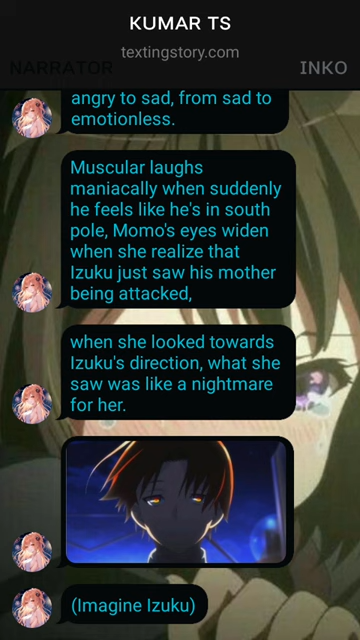 KUMAR TS
textingstory.com
NARRATOR
INKO
angry to sad, from sad to
emotionless.
Muscular laughs
maniacally when suddenly
he feels like he's in south
pole, Momo's eyes widen
when she realize that
Izuku just saw his mother
being attacked,
when she looked towards
Izuku's direction, what she
saw was like a nightmare
for her.
(Imagine Izuku)